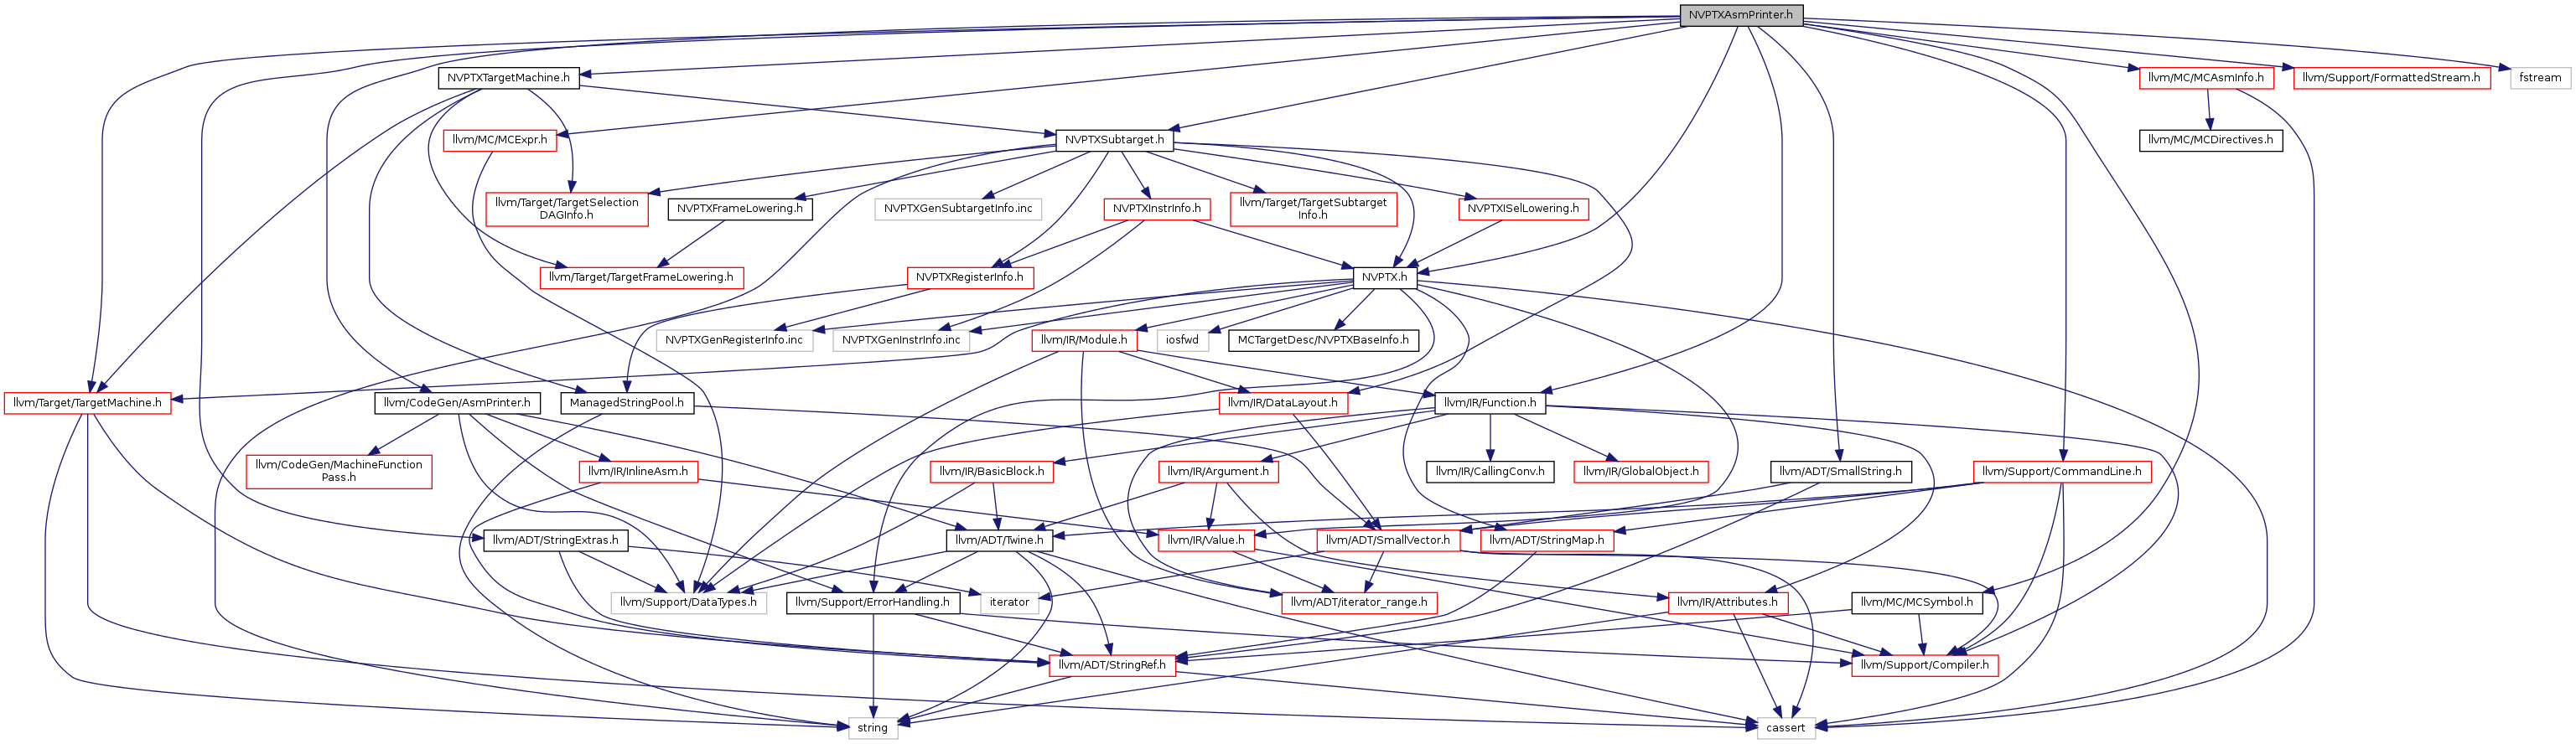 NVPTXAsmPrinter.h
NVPTXTargetMachine.h
llvm/MC/MCAsmInfo.h
llvm/Support/FormattedStream.h
fstream
llvm/MC/MCExpr.h
NVPTXSubtarget.h
llvm/MC/MCDirectives.h
llvm/Target/TargetSelection
DAGInfo.h
NVPTXFrameLowering.h
NVPTXGenSubtargetInfo.inc
NVPTXInstrInfo.h
llvm/Target/TargetSubtarget
Info.h
NVPTXISelLowering.h
llvm/Target/TargetFrameLowering.h
NVPTXRegisterInfo.h
NVPTX.h
NVPTXGenRegisterInfo.inc
NVPTXGenInstrInfo.inc
llvm/IR/Module.h
iosfwd
MCTargetDesc/NVPTXBaseInfo.h
llvm/Target/TargetMachine.h
llvm/CodeGen/AsmPrinter.h
ManagedStringPool.h
llvm/IR/DataLayout.h
llvm/IR/Function.h
llvm/CodeGen/MachineFunction
Pass.h
llvm/IR/InlineAsm.h
llvm/IR/BasicBlock.h
llvm/IR/Argument.h
llvm/IR/CallingConv.h
llvm/IR/GlobalObject.h
llvm/ADT/SmallString.h
llvm/Support/CommandLine.h
llvm/ADT/StringExtras.h
llvm/ADT/Twine.h
llvm/IR/Value.h
llvm/ADT/SmallVector.h
llvm/ADT/StringMap.h
llvm/Support/DataTypes.h
llvm/Support/ErrorHandling.h
iterator
llvm/ADT/iterator_range.h
llvm/IR/Attributes.h
llvm/MC/MCSymbol.h
llvm/ADT/StringRef.h
llvm/Support/Compiler.h
string
cassert